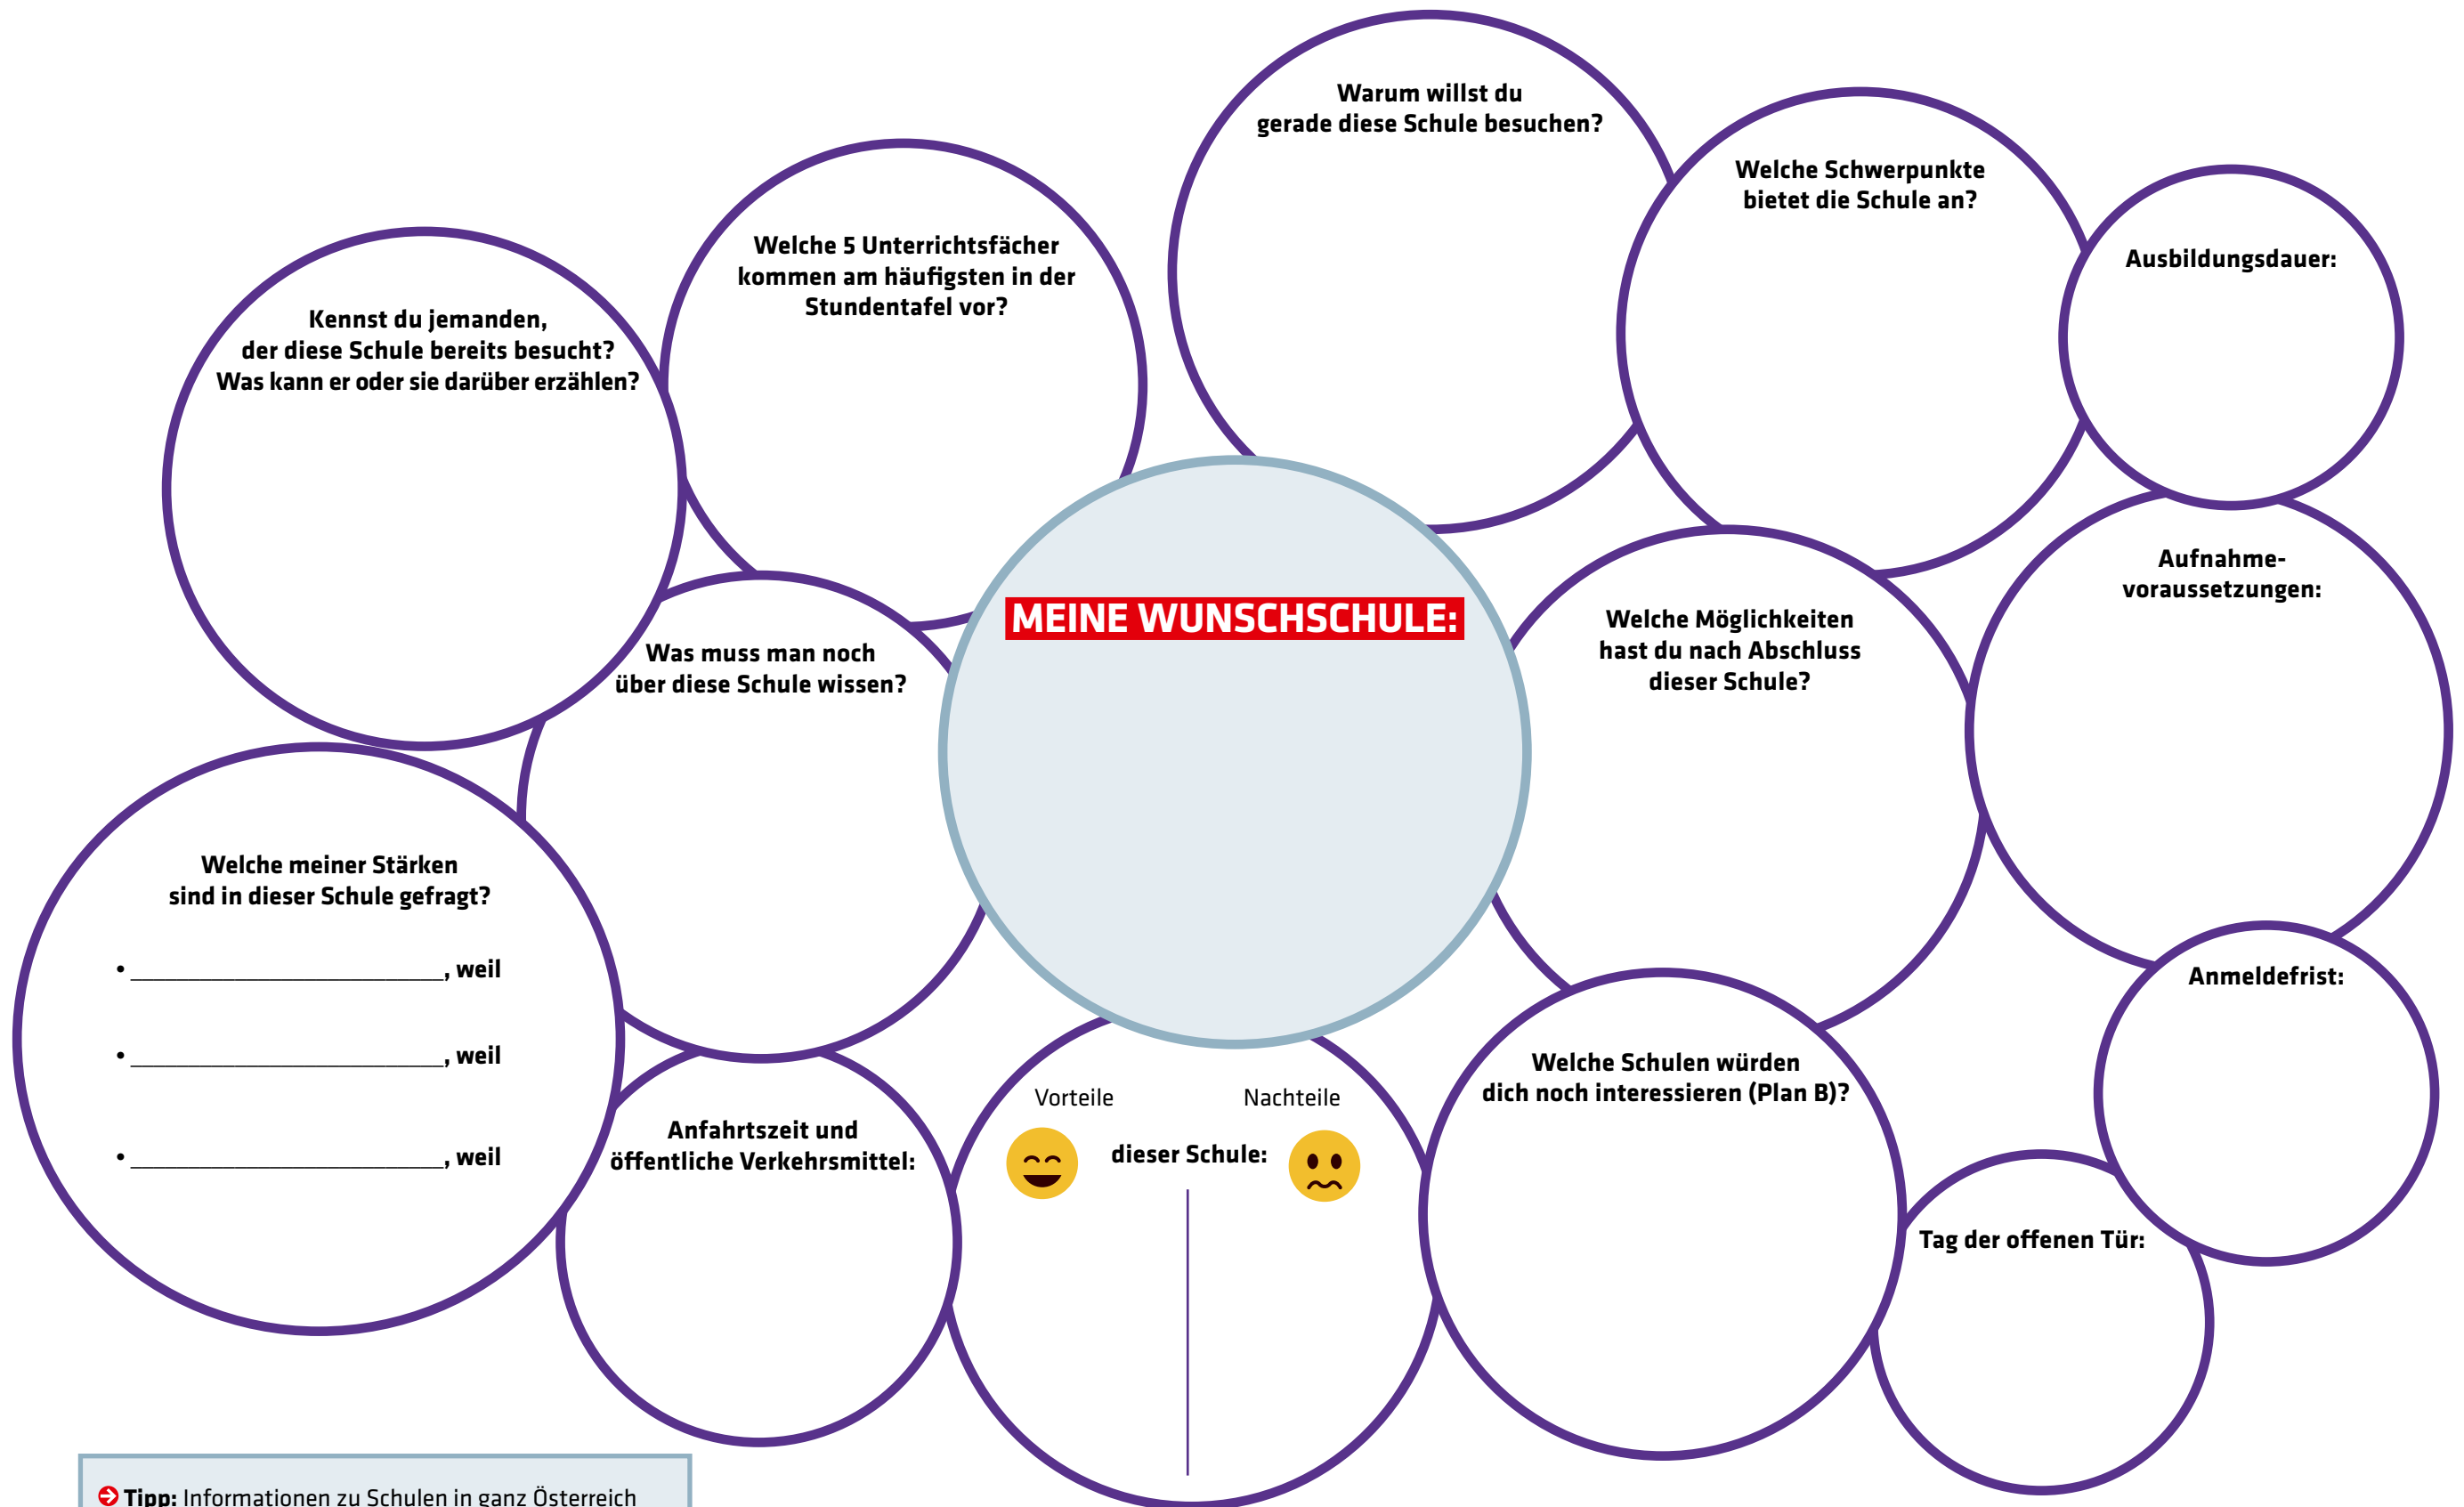 Warum willst du
gerade diese Schule besuchen?
Welche Schwerpunkte
bietet die Schule an?
Ausbildungsdauer:
Welche 5 Unterrichtsfächer
kommen am häufigsten in der
Stundentafel vor?
Kennst du jemanden,
der diese Schule bereits besucht?
Was kann er oder sie darüber erzählen?
Aufnahme-
voraussetzungen:
MEINE WUNSCHSCHULE:
Welche Möglichkeiten
hast du nach Abschluss
dieser Schule?
Was muss man noch
über diese Schule wissen?
Welche meiner Stärken
sind in dieser Schule gefragt?
• ______________________, weil
• ______________________, weil
• ______________________, weil
Anmeldefrist:
Welche Schulen würden
dich noch interessieren (Plan B)?
Vorteile Nachteile
dieser Schule:
Anfahrtszeit und
öffentliche Verkehrsmittel:
Tag der offenen Tür:
Tipp: Informationen zu Schulen in ganz Österreich